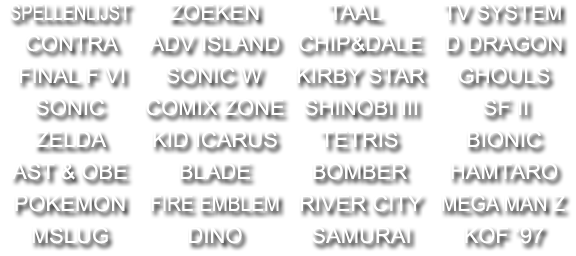 SPELLENLIJST ZOEKEN TAAL TV SYSTEM
CONTRA ADV ISLAND CHIP&DALE D DRAGON
FINAL F VI SONIC W KIRBY STAR GHOULS
SONIC COMIX ZONE SHINOBI III SF II
ZELDA KID ICARUS TETRIS BIONIC
AST & OBE BLADE BOMBER HAMTARO
POKEMON FIRE EMBLEM RIVER CITY MEGA MAN Z
MSLUG DINO SAMURAI KOF '97